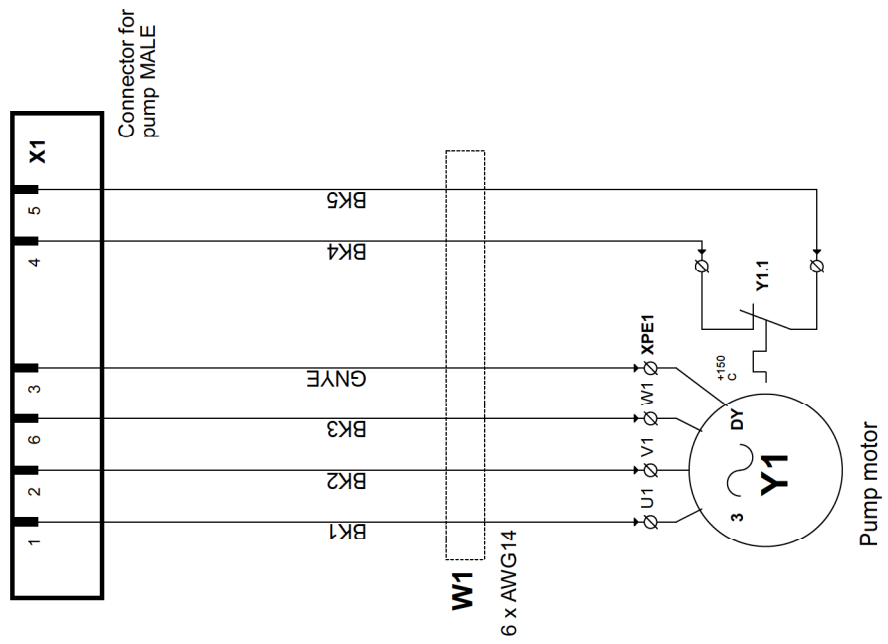 Connector for
pump MALE
X1
5
4
3
6
2
1
BK5
BK4
GNYE
BK3
BK2
BK1
W1
6 x AWG14
XPE1
W1
V1
U1
Y1.1
+150
C
DY
3
Y1
Pump motor